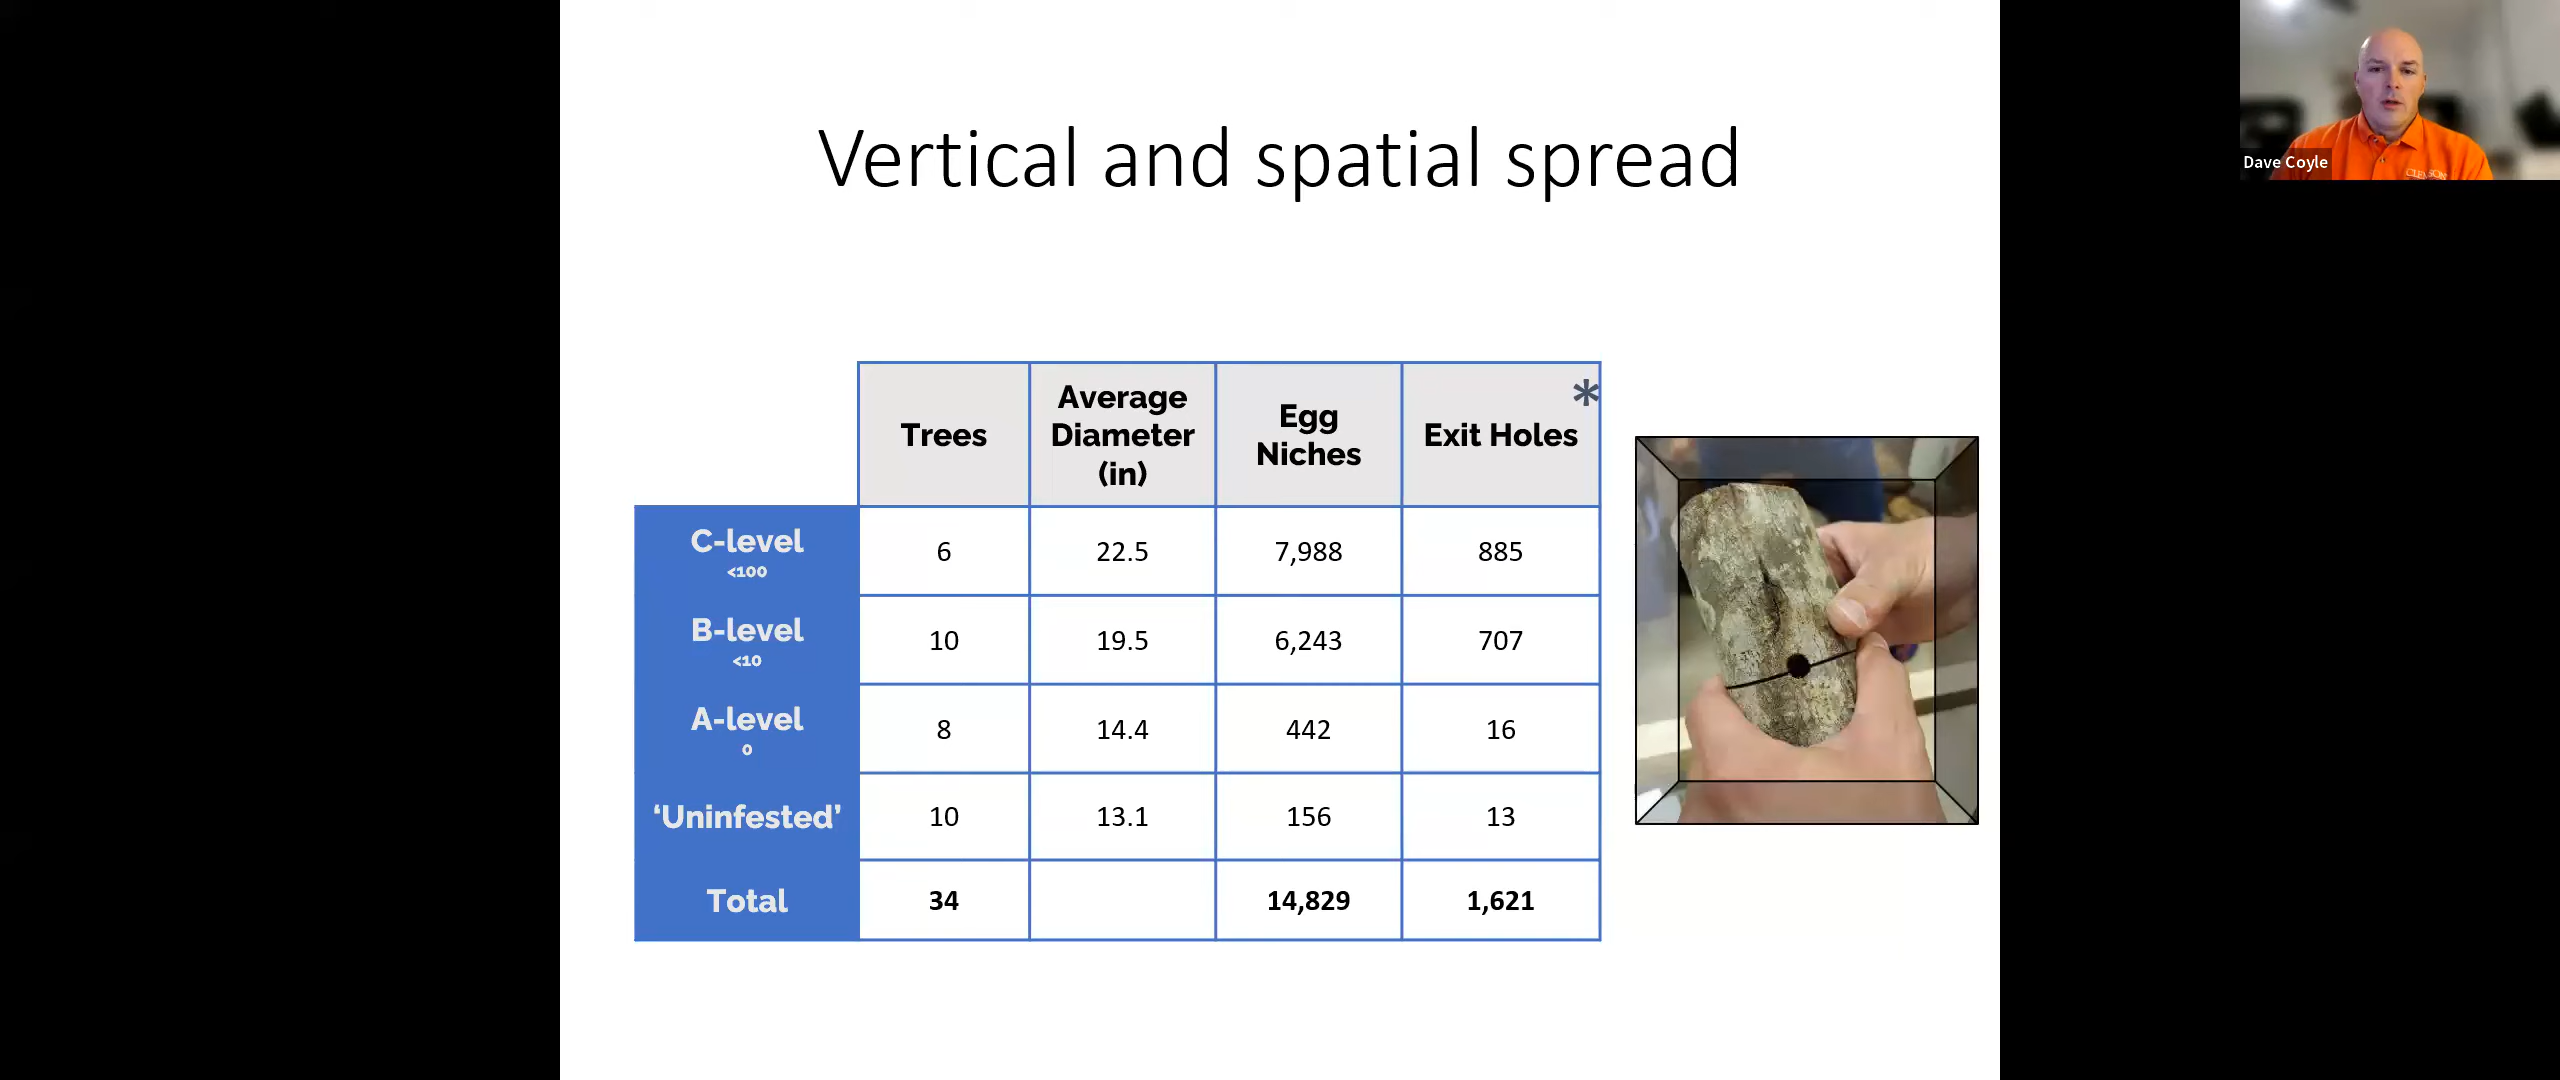 Vertical and spatial spread
Dave Coyle
CLEMSON
Trees
Average
Diameter
(in)
Egg
Niches
Exit Holes
*
C-level
<100
6
22.5
7,988
885
B-level
<10
10
19.5
6,243
707
A-level
0
8
14.4
442
16
‘Uninfested’
10
13.1
156
13
Total
34
14,829
1,621